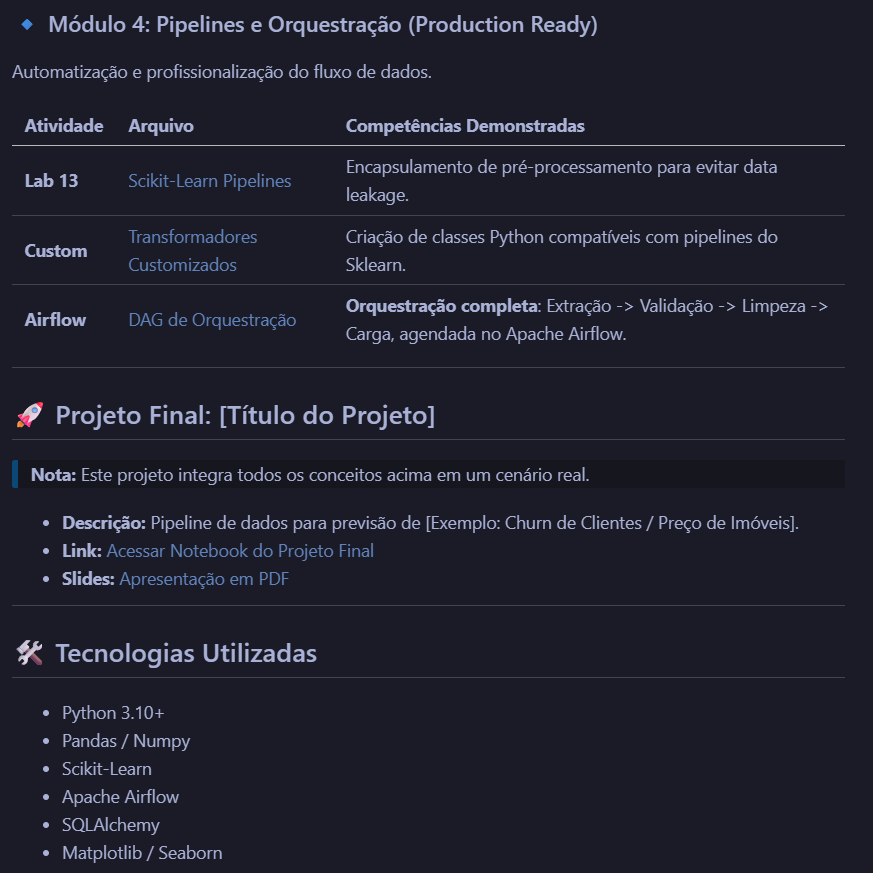 Módulo 4: Pipelines e Orquestração (Production Ready)
Automatização e profissionalização do fluxo de dados.
Atividade Arquivo Competências Demonstradas
Lab 13 Scikit-Learn Pipelines Encapsulamento de pré-processamento para evitar data
leakage.
Custom Transformadores
Customizados Criação de classes Python compatíveis com pipelines do
Sklearn.
Airflow DAG de Orquestração Orquestração completa: Extração -> Validação -> Limpeza ->
Carga, agendada no Apache Airflow.
Projeto Final: [Título do Projeto]
Nota: Este projeto integra todos os conceitos acima em um cenário real.
• Descrição: Pipeline de dados para previsão de [Exemplo: Churn de Clientes / Preço de Imóveis].
• Link: Acessar Notebook do Projeto Final
• Slides: Apresentação em PDF
Tecnologias Utilizadas
• Python 3.10+
• Pandas / Numpy
• Scikit-Learn
• Apache Airflow
• SQLAlchemy
• Matplotlib / Seaborn